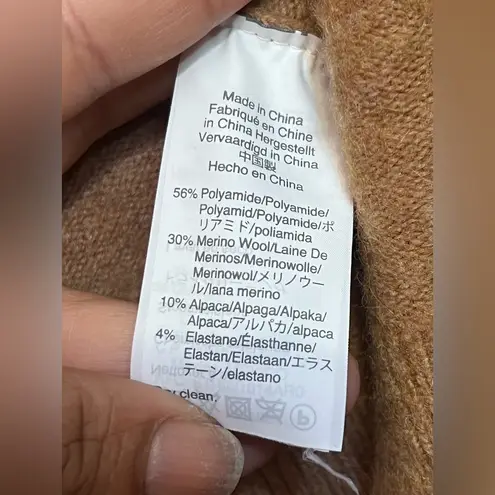 Made in China
Fabriqué en Chine
in China Hergestellt
Vervaardigd in China
中国製
Hecho en China
56% Polyamide/Polyamide/
Polyamid/Polyamide/ポ
リアミド/poliamida
30% Merino Wool/Laine De
Merinos/Merinowolle/
Merinowol/メリノウー
ル/lana merino
10% Alpaca/Alpaga/Alpaka/
Alpaca/アルパカ/alpaca
4% Elastane/Élasthanne/
Elastan/Elastaan/エラス
テーン/elastano
clean.
P